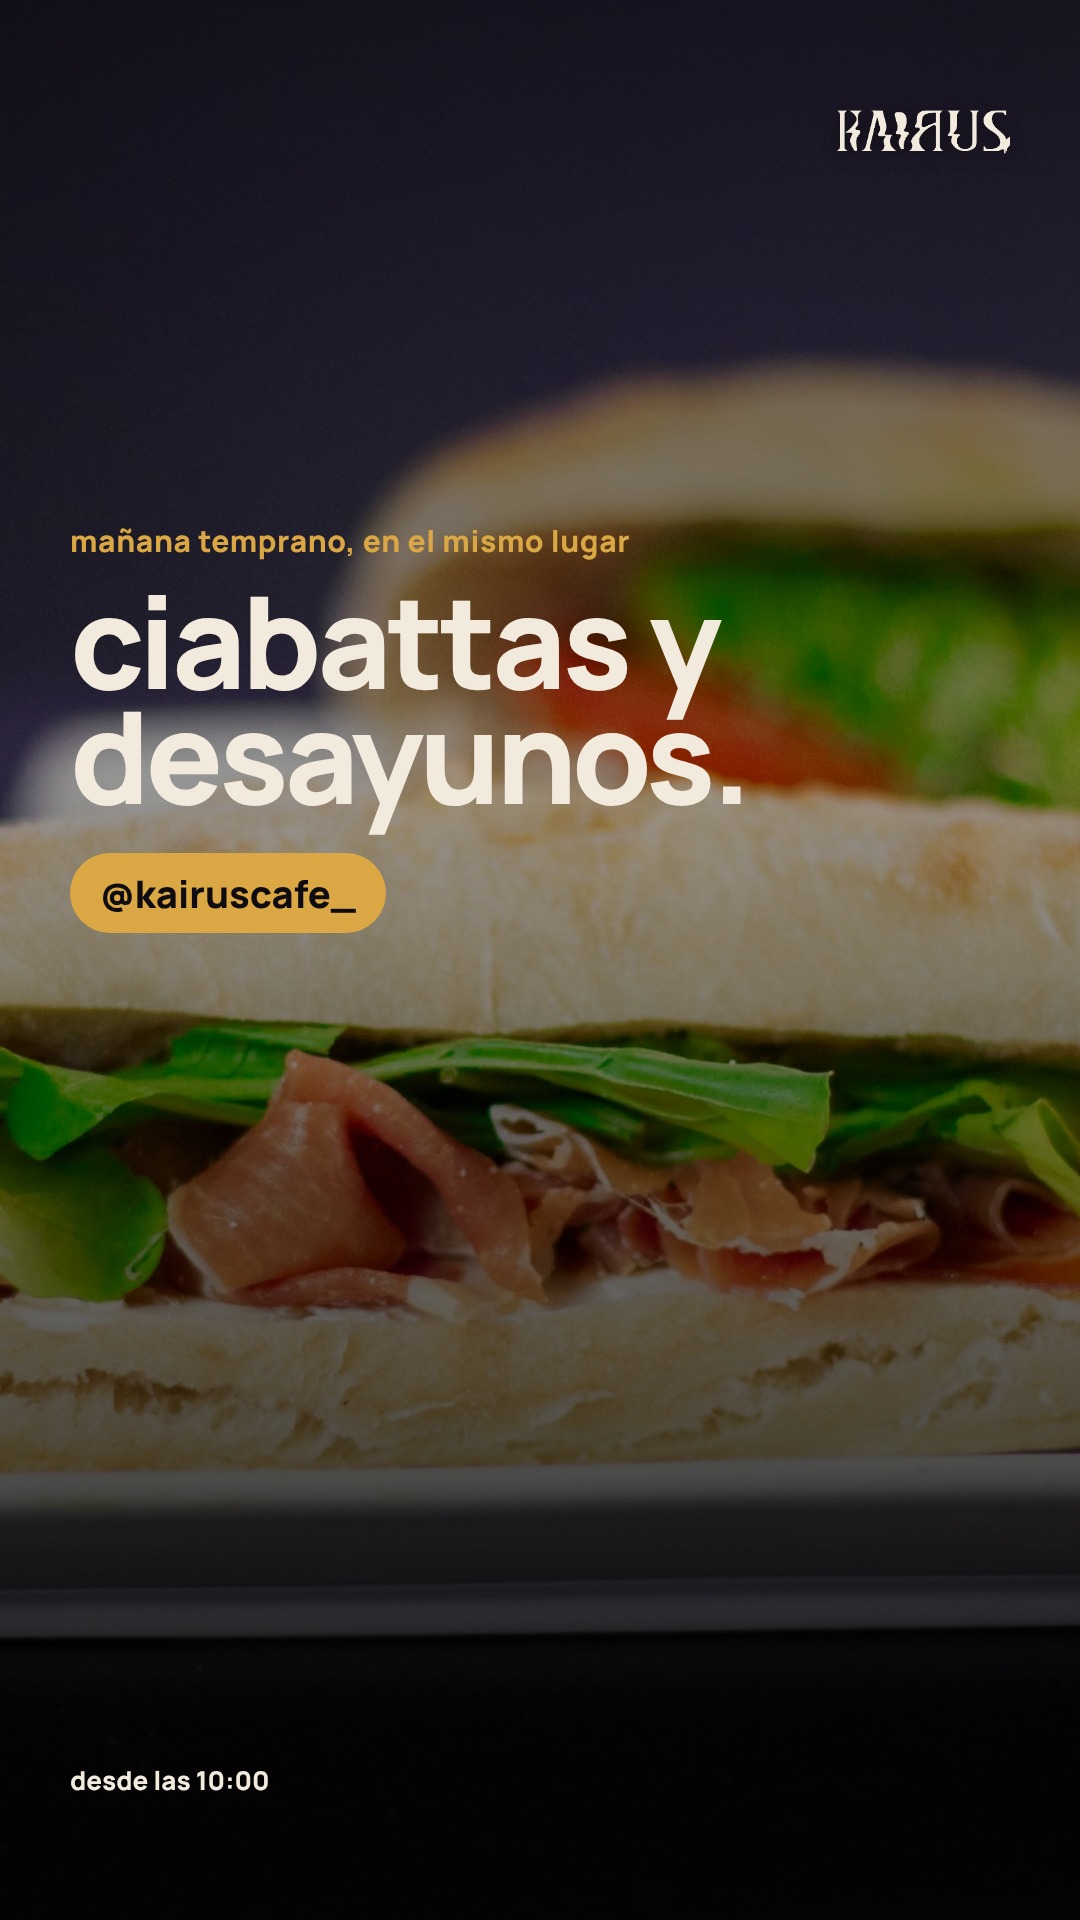 KAIRUS
mañana temprano, en el mismo lugar
ciabattas y
desayunos.
@kairuscafe_
desde las 10:00